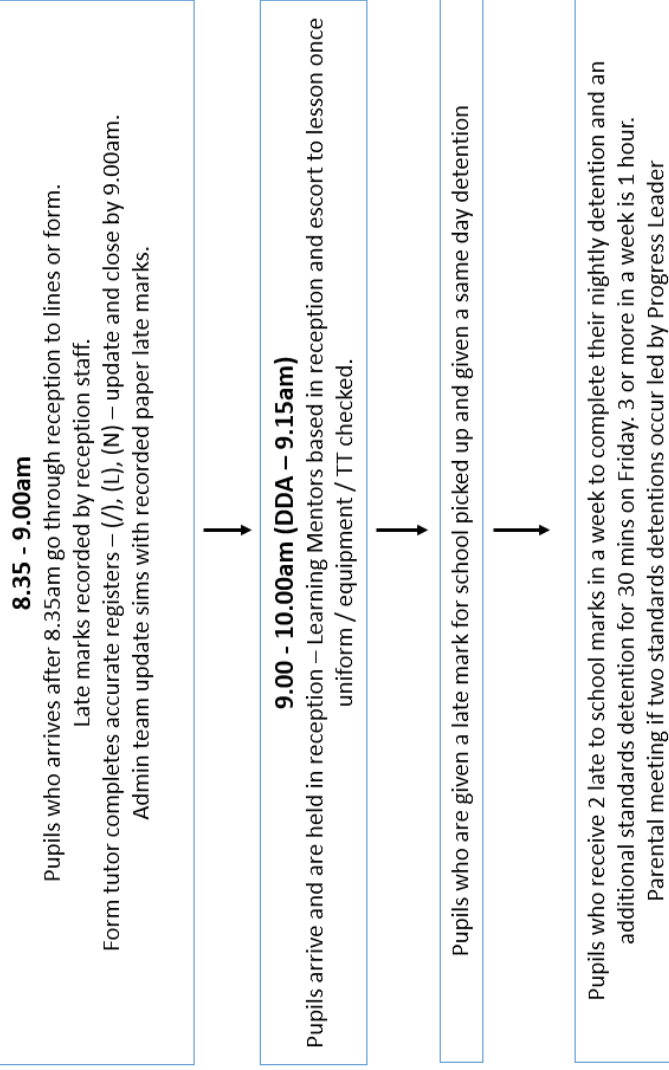 8.35 - 9.00am
Pupils who arrives after 8.35am go through reception to lines or form.
Late marks recorded by reception staff.
Form tutor completes accurate registers – (/), (L), (N) – update and close by 9.00am.
Admin team update sims with recorded paper late marks.
9.00 - 10.00am (DDA – 9.15am)
Pupils arrive and are held in reception – Learning Mentors based in reception and escort to lesson once
uniform / equipment / TT checked.
Pupils who are given a late mark for school picked up and given a same day detention
Pupils who receive 2 late to school marks in a week to complete their nightly detention and an
additional standards detention for 30 mins on Friday. 3 or more in a week is 1 hour.
Parental meeting if two standards detentions occur led by Progress Leader